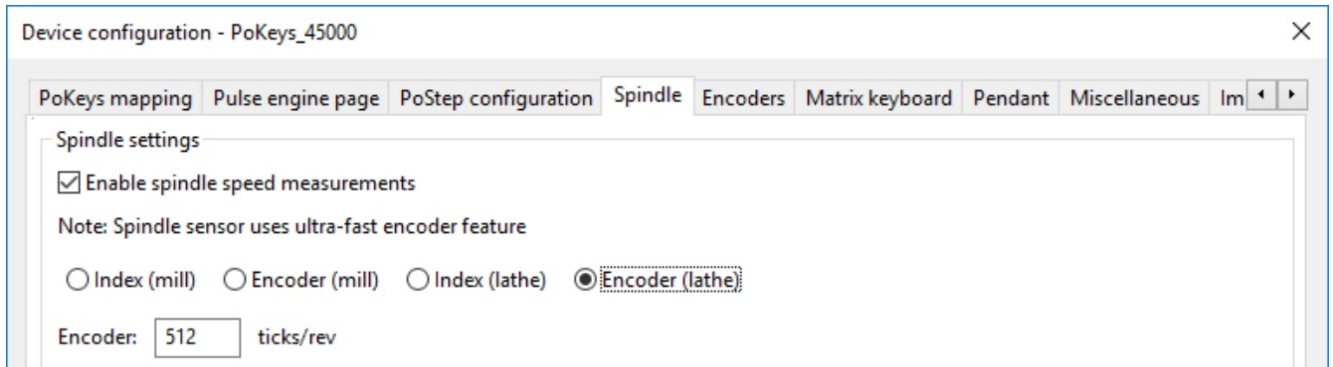 Device configuration - PoKeys_45000
PoKeys mapping Pulse engine page PoStep configuration Spindle Encoders Matrix keyboard Pendant Miscellaneous Im
Spindle settings
Enable spindle speed measurements
Note: Spindle sensor uses ultra-fast encoder feature
Index (mill) Encoder (mill) Index (lathe) Encoder (lathe)
Encoder: 512 ticks/rev